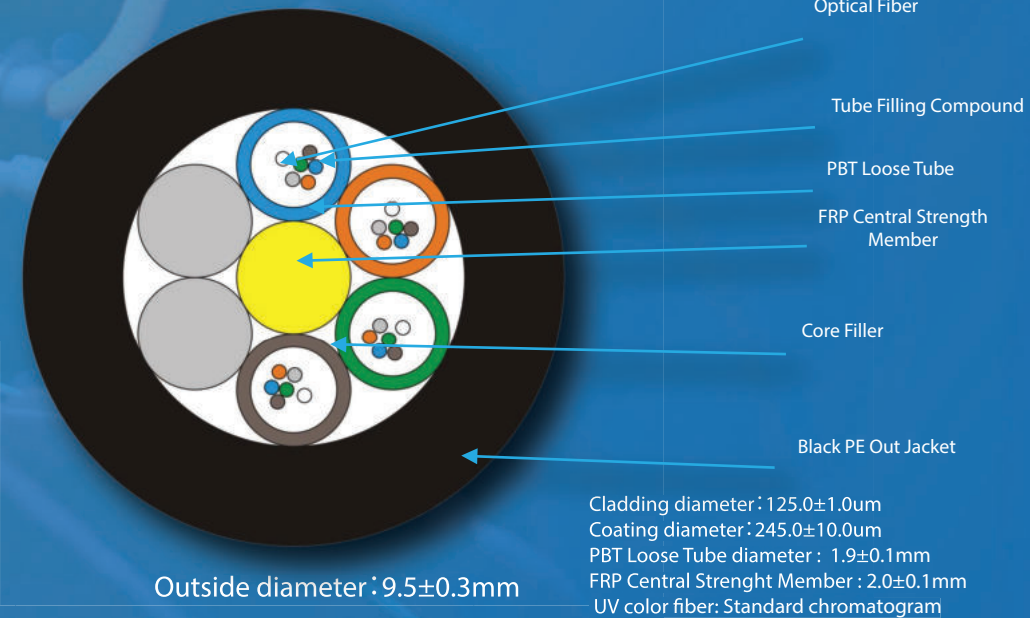 Optical Fiber
Tube Filling Compound
PBT Loose Tube
FRP Central Strength
Member
Core Filler
Black PE Out Jacket
Cladding diameter:125.0±1.0um
Coating diameter:245.0±10.0um
PBT Loose Tube diameter : 1.9±0.1mm
FRP Central Strenght Member : 2.0±0.1mm
UV color fiber: Standard chromatogram
Outside diameter:9.5±0.3mm